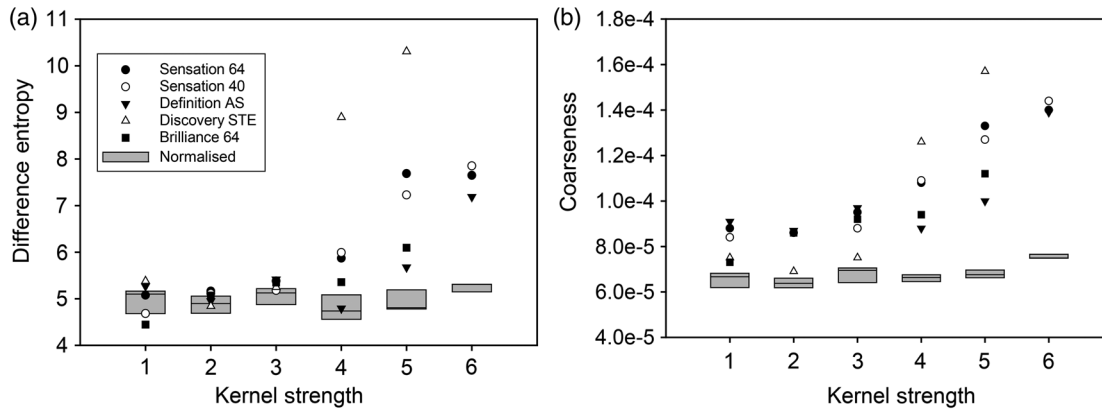 (a)
11
10
9
8
7
6
5
4
Difference entropy
Sensation 64
Sensation 40
Definition AS
Discovery STE
Brilliance 64
Normalised
1 2 3 4 5 6
Kernel strength
(b)
1.8e-4
1.6e-4
1.4e-4
1.2e-4
1.0e-4
8.0e-5
6.0e-5
4.0e-5
Coarseness
1 2 3 4 5 6
Kernel strength